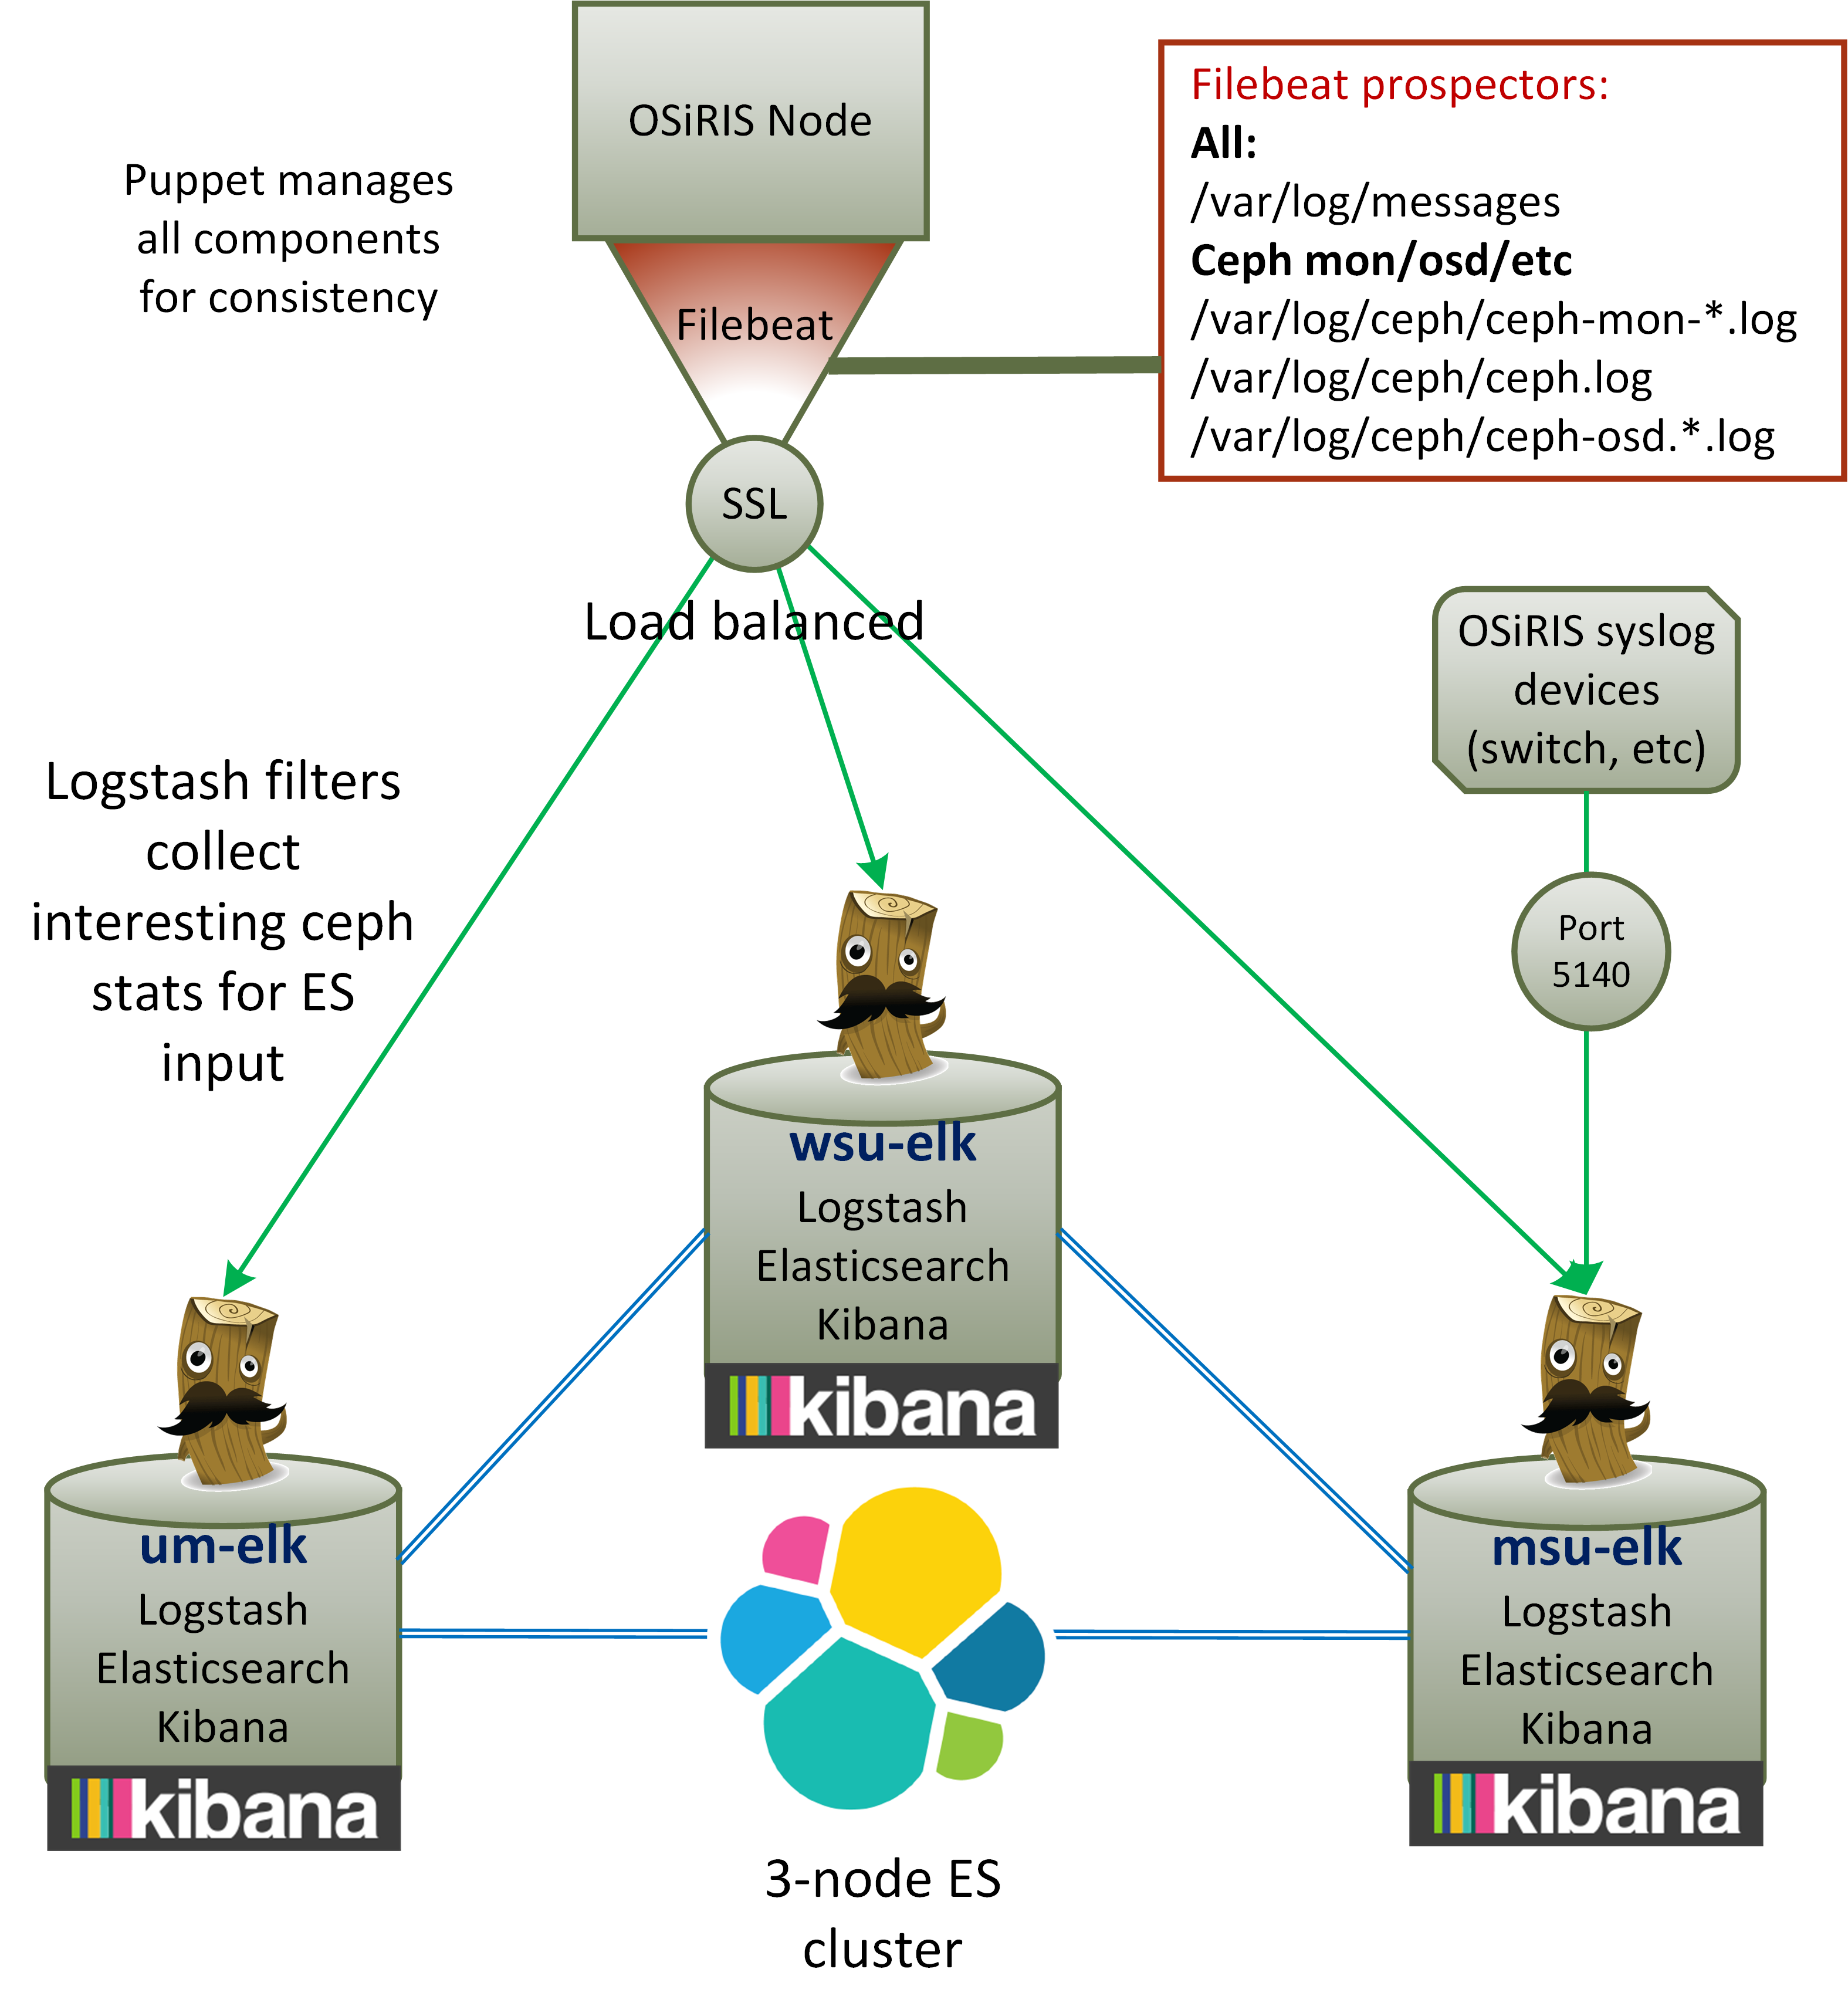 OSiRIS Node
Puppet manages
all components
for consistency
Filebeat
Filebeat prospectors:
All:
/var/log/messages
Ceph mon/osd/etc
/var/log/ceph/ceph-mon-*.log
/var/log/ceph/ceph.log
/var/log/ceph/ceph-osd.*.log
SSL
Load balanced
OSiRIS syslog
devices
(switch, etc)
Port
5140
Logstash filters
collect
interesting ceph
stats for ES
input
wsu-elk
Logstash
Elasticsearch
Kibana
kibana
um-elk
Logstash
Elasticsearch
Kibana
kibana
msu-elk
Logstash
Elasticsearch
Kibana
kibana
3-node ES
cluster